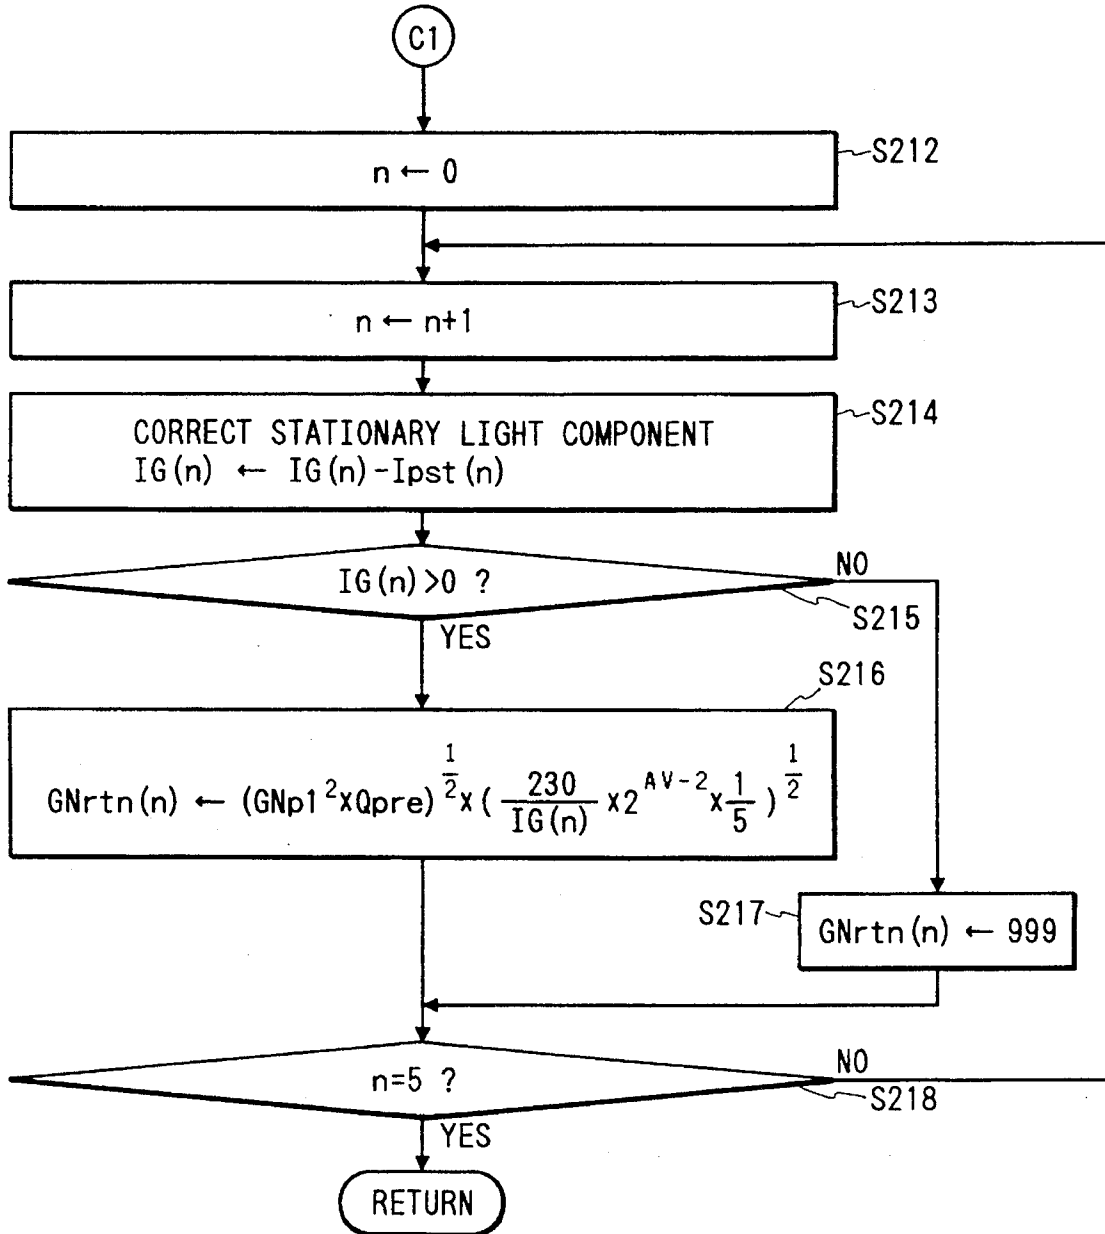 C1
n ← 0
S212
n ← n+1
S213
CORRECT STATIONARY LIGHT COMPONENT
IG(n) ← IG(n)-Ipst(n)
S214
IG(n)>0 ?
NO
S215
YES
S216
GNrtn(n) ← (GNp1²xQpre)^(1/2) x ( 230/IG(n) x2^(AV-2) x 1/5 )^(1/2)
S217
GNrtn(n) ← 999
n=5 ?
NO
S218
YES
RETURN